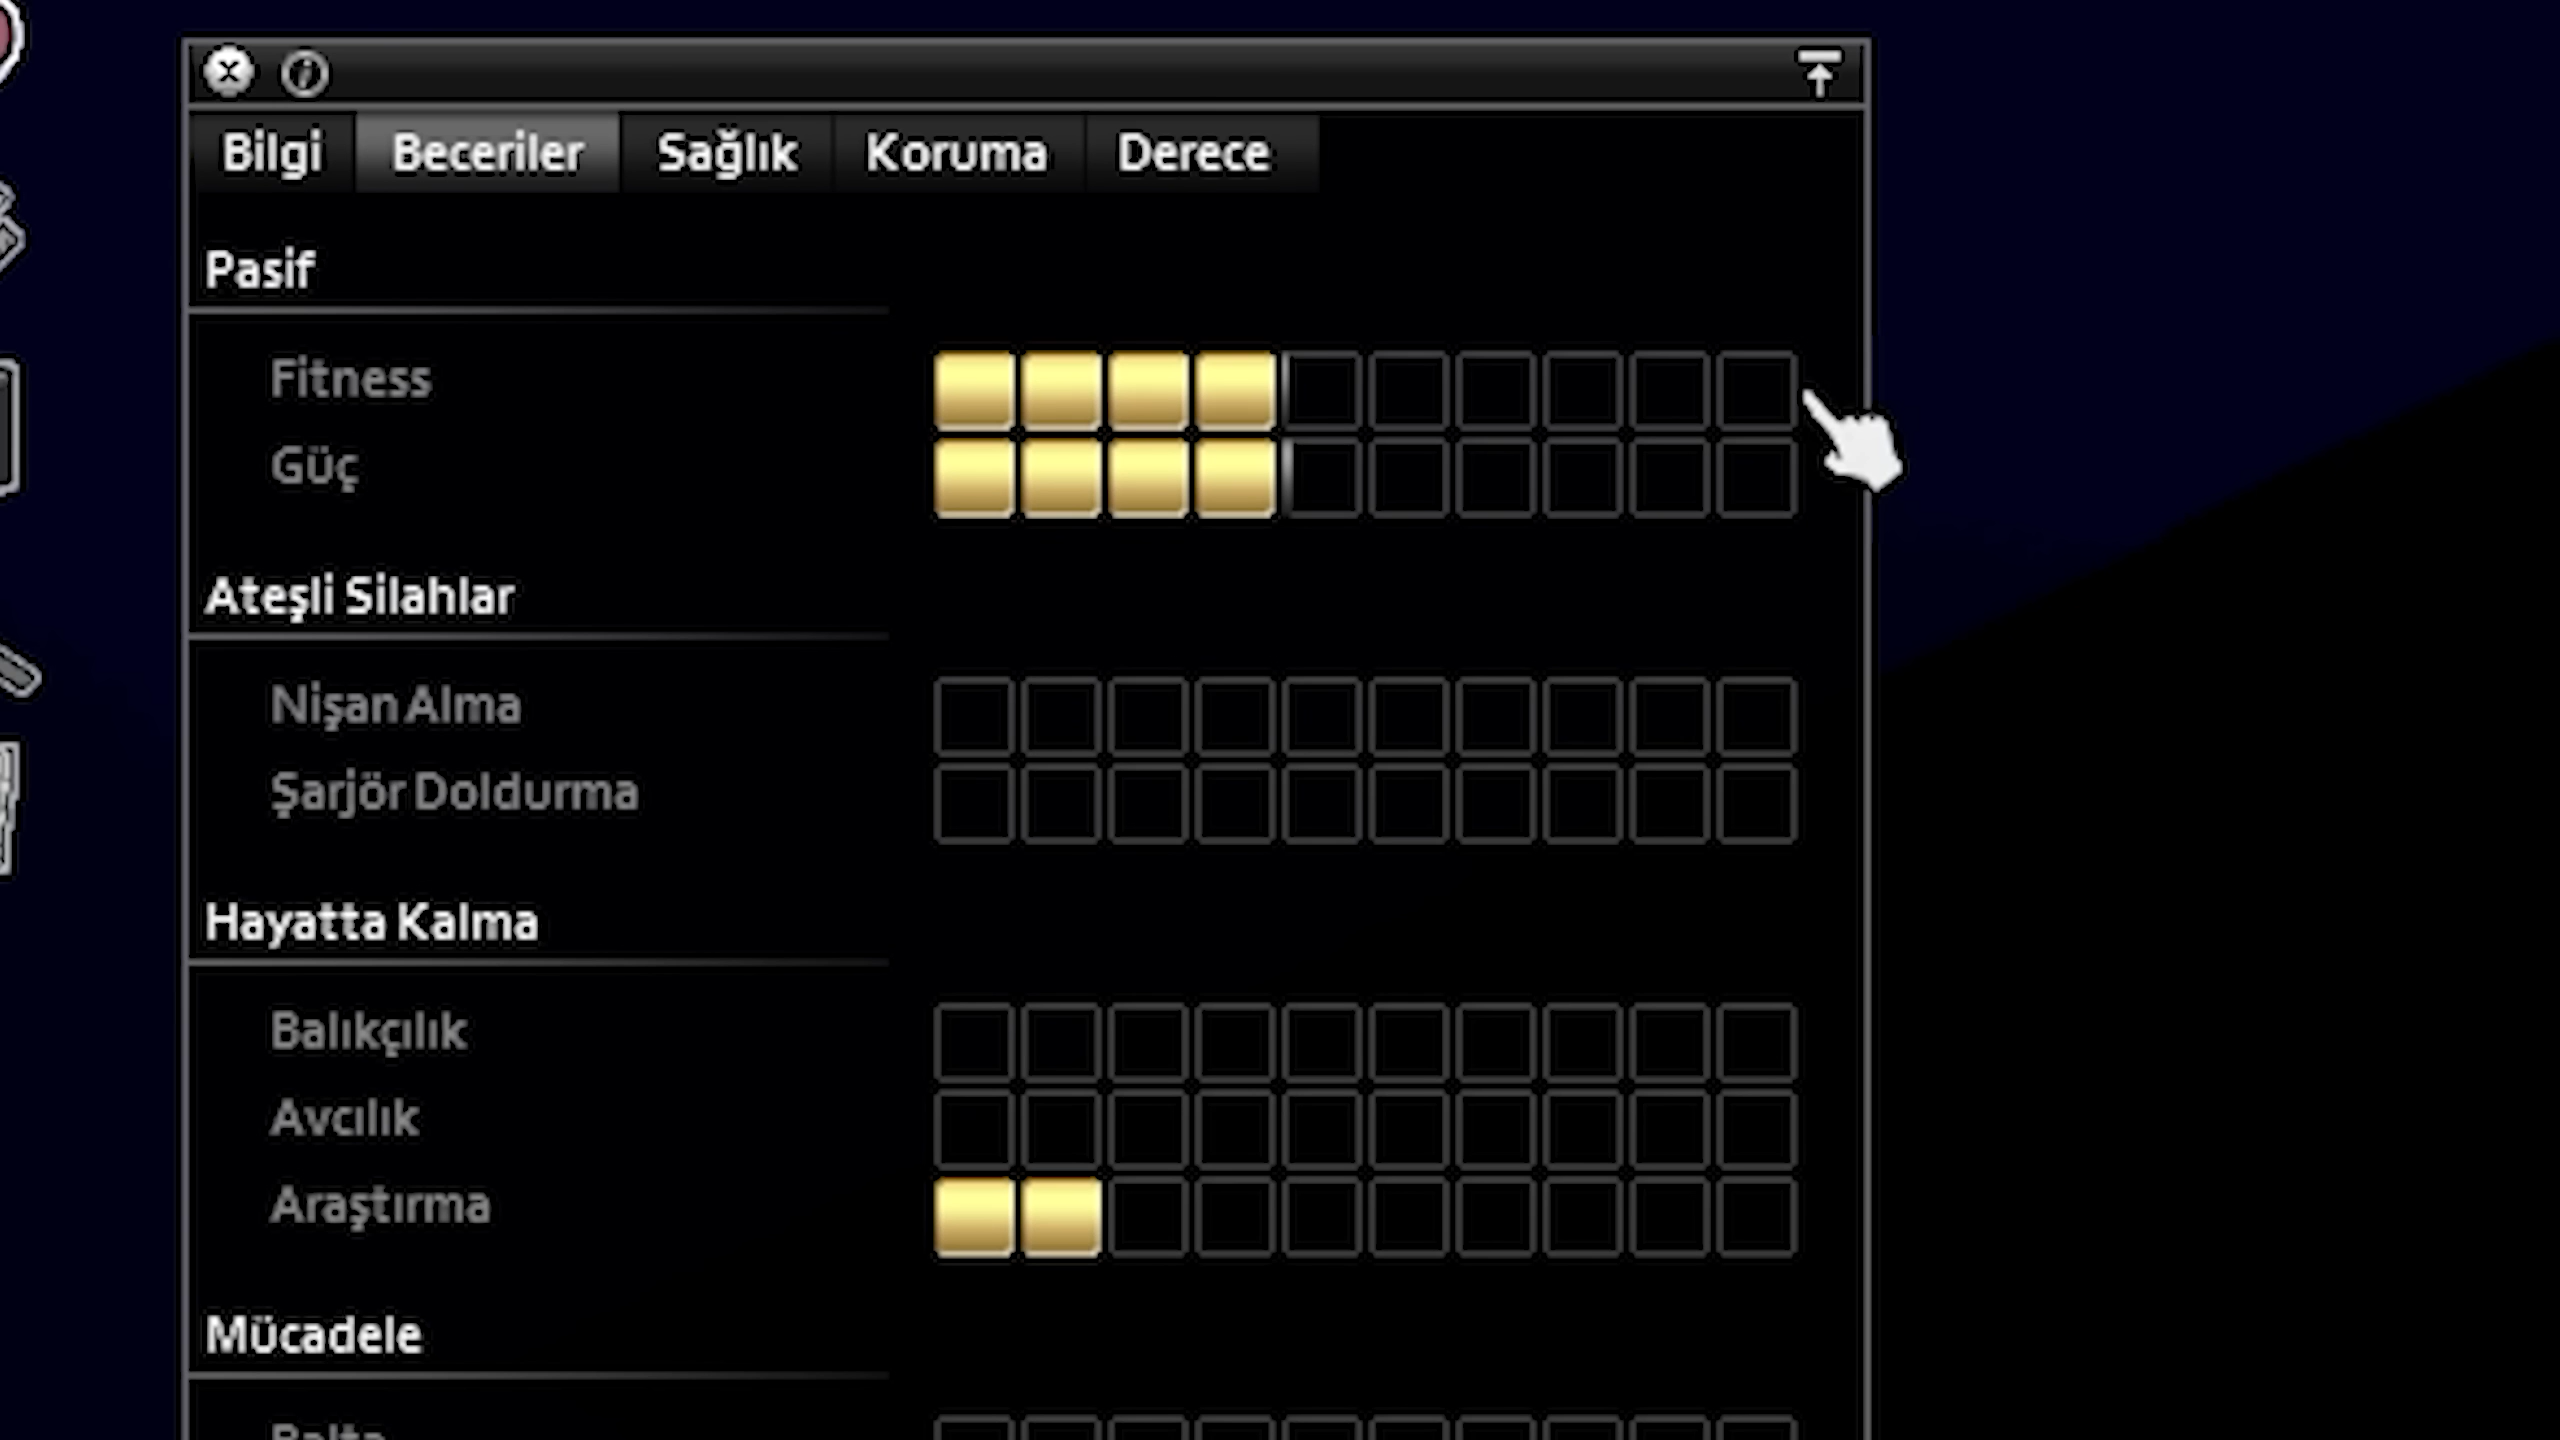 Bilgi Beceriler Sağlık Koruma Derece
Pasif
Fitness
Güç
Ateşli Silahlar
Nişan Alma
Şarjör Doldurma
Hayatta Kalma
Balıkçılık
Avcılık
Araştırma
Mücadele